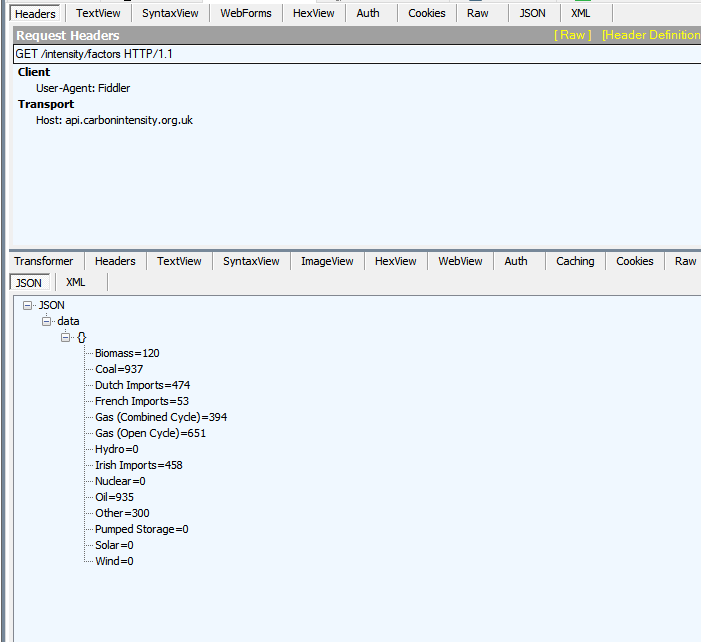 Headers TextView SyntaxView WebForms HexView Auth Cookies Raw JSON XML
Request Headers [ Raw ] [Header Definition
GET /intensity/factors HTTP/1.1
Client
User-Agent: Fiddler
Transport
Host: api.carbonintensity.org.uk
Transformer Headers TextView SyntaxView ImageView HexView WebView Auth Caching Cookies Raw
JSON XML
JSON
data
{}
Biomass=120
Coal=937
Dutch Imports=474
French Imports=53
Gas (Combined Cycle)=394
Gas (Open Cycle)=651
Hydro=0
Irish Imports=458
Nuclear=0
Oil=935
Other=300
Pumped Storage=0
Solar=0
Wind=0